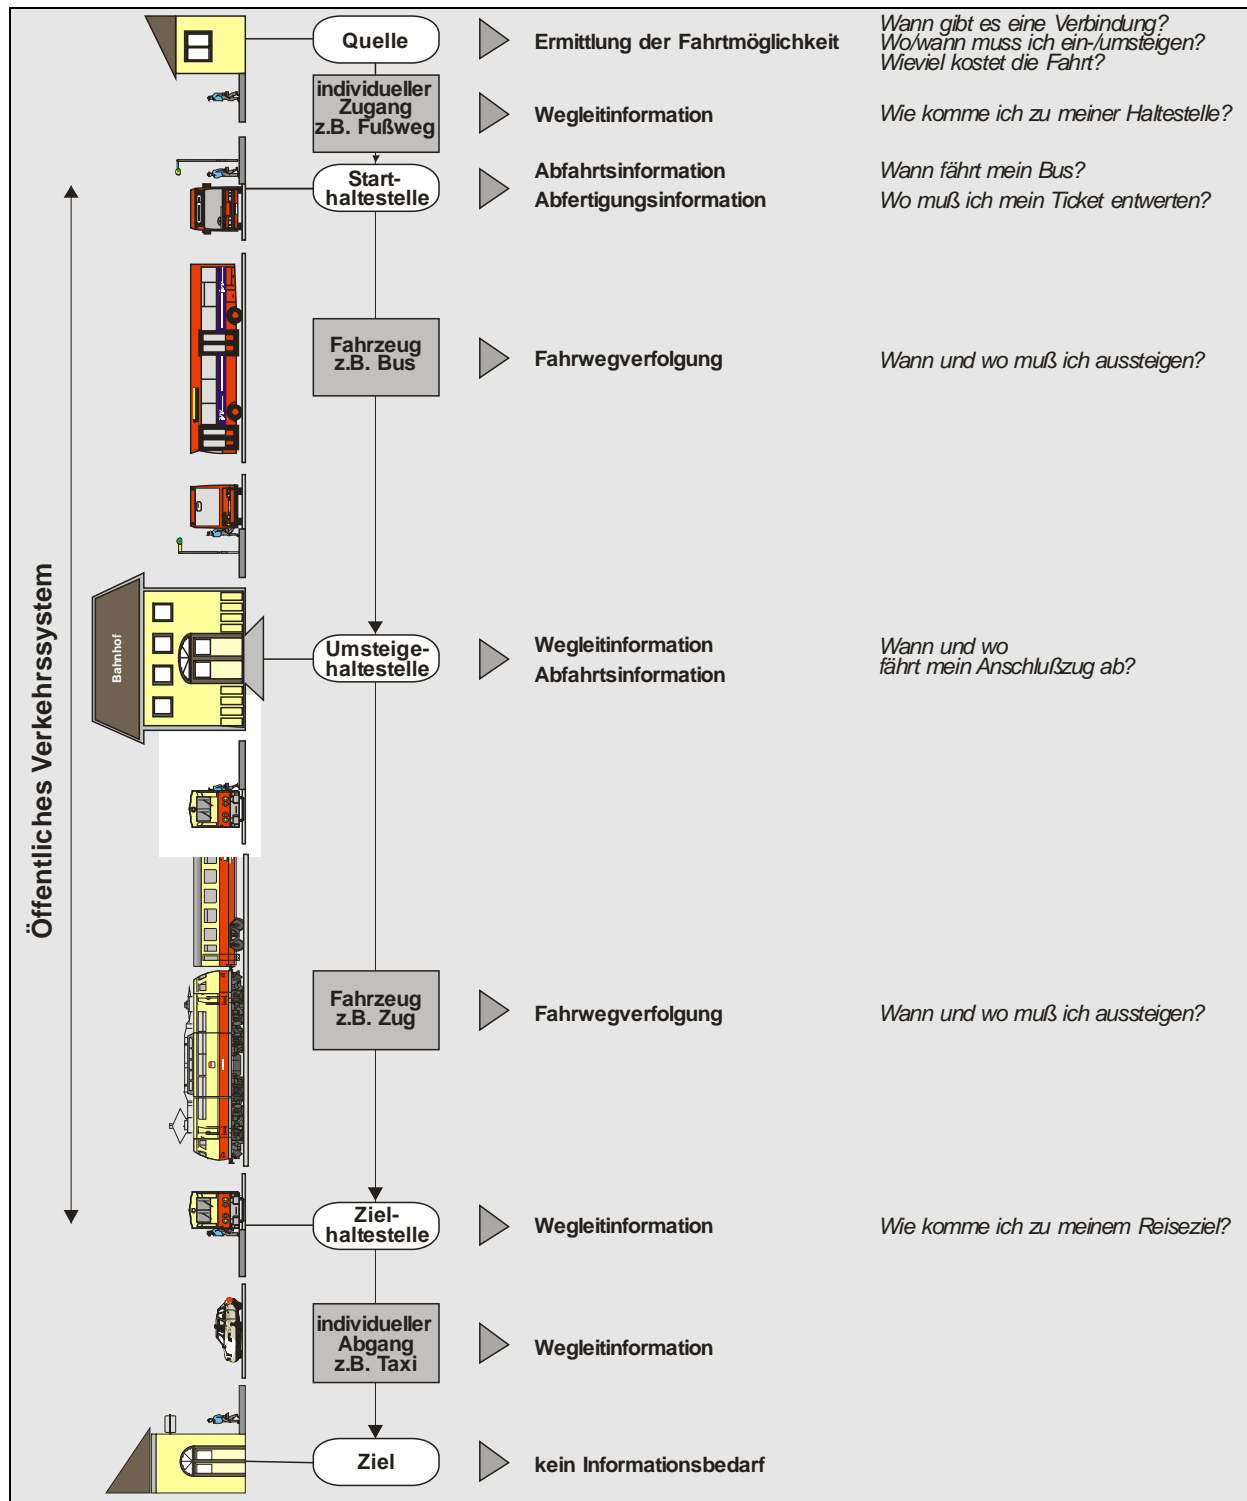 Quelle
Ermittlung der Fahrtmöglichkeit
Wann gibt es eine Verbindung?
Wo/wann muss ich ein-/umsteigen?
Wieviel kostet die Fahrt?
individueller
Zugang
z.B. Fußweg
Wegleitinformation
Wie komme ich zu meiner Haltestelle?
Start-
haltestelle
Abfahrtsinformation
Abfertigungsinformation
Wann fährt mein Bus?
Wo muß ich mein Ticket entwerten?
Fahrzeug
z.B. Bus
Fahrwegverfolgung
Wann und wo muß ich aussteigen?
Öffentliches Verkehrssystem
Bahnhof
Umsteige-
haltestelle
Wegleitinformation
Abfahrtsinformation
Wann und wo
fährt mein Anschlußzug ab?
Fahrzeug
z.B. Zug
Fahrwegverfolgung
Wann und wo muß ich aussteigen?
Ziel-
haltestelle
Wegleitinformation
Wie komme ich zu meinem Reiseziel?
individueller
Abgang
z.B. Taxi
Wegleitinformation
Ziel
kein Informationsbedarf